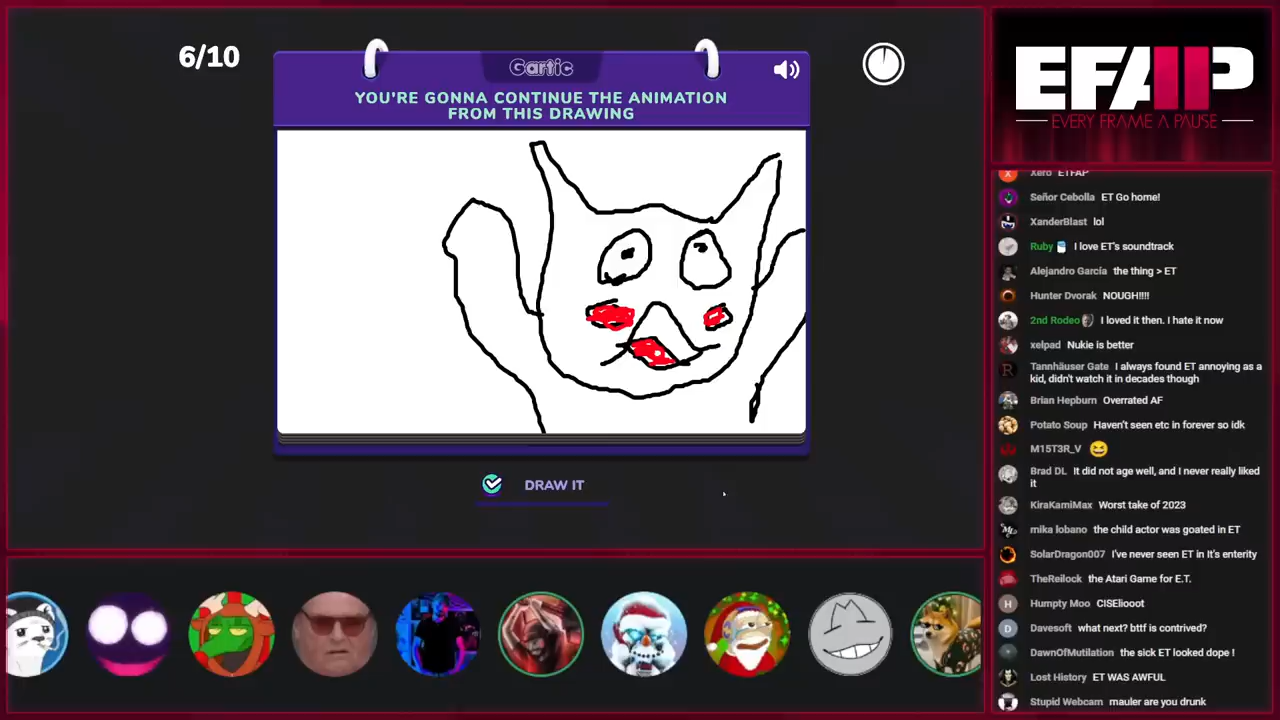 6/10
Gartic
YOU'RE GONNA CONTINUE THE ANIMATION
FROM THIS DRAWING
DRAW IT
EFAP
EVERY FRAME A PAUSE
Xero ETFAP
Señor Cebolla ET Go home!
XanderBlast lol
Ruby I love ET's soundtrack
Alejandro García the thing > ET
Hunter Dvorak NOUGH!!!!
2nd Rodeo I loved it then. I hate it now
xelpad Nukie is better
Tannhäuser Gate I always found ET annoying as a
kid, didn't watch it in decades though
Brian Hepburn Overrated AF
Potato Soup Haven't seen etc in forever so idk
M15T3R_V
Brad DL It did not age well, and I never really liked
it
KiraKamiMax Worst take of 2023
mika lobano the child actor was goated in ET
SolarDragon007 I've never seen ET in It's enterity
TheReilock the Atari Game for E.T.
Humpty Moo CISEliooot
Davesoft what next? bttf is contrived?
DawnOfMutilation the sick ET looked dope !
Lost History ET WAS AWFUL
Stupid Webcam mauler are you drunk